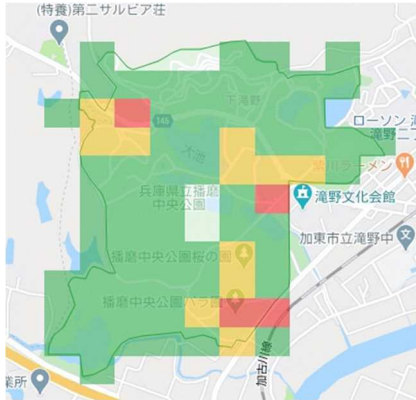 (特養)第二サルビア荘
下滝野
145
ローソン 滝
滝野二
大池
滝川ラーメン
兵庫県立播磨
中央公園
滝野文化会館
加東市立滝野中
播磨中央公園桜の園
播磨中央公園バラ園
加古川線
業所